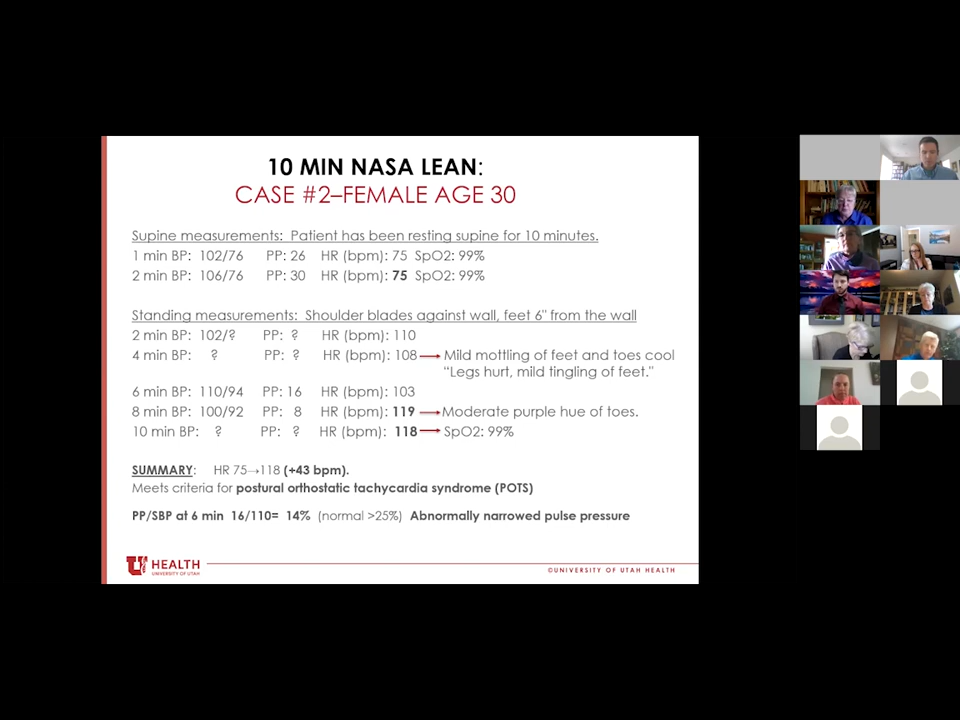 10 MIN NASA LEAN:
CASE #2–FEMALE AGE 30
Supine measurements: Patient has been resting supine for 10 minutes.
1 min BP: 102/76 PP: 26 HR (bpm): 75 SpO2: 99%
2 min BP: 106/76 PP: 30 HR (bpm): 75 SpO2: 99%
Standing measurements: Shoulder blades against wall, feet 6" from the wall
2 min BP: 102/? PP: ? HR (bpm): 110
4 min BP: ? PP: ? HR (bpm): 108→ Mild mottling of feet and toes cool
"Legs hurt, mild tingling of feet."
6 min BP: 110/94 PP: 16 HR (bpm): 103
8 min BP: 100/92 PP: 8 HR (bpm): 119 →Moderate purple hue of toes.
10 min BP: ? PP: ? HR (bpm): 118→ SpO2: 99%
SUMMARY: HR 75→118 (+43 bpm).
Meets criteria for postural orthostatic tachycardia syndrome (POTS)
PP/SBP at 6 min 16/110= 14% (normal >25%) Abnormally narrowed pulse pressure
U HEALTH
UNIVERSITY OF UTAH
©UNIVERSITY OF UTAH HEALTH